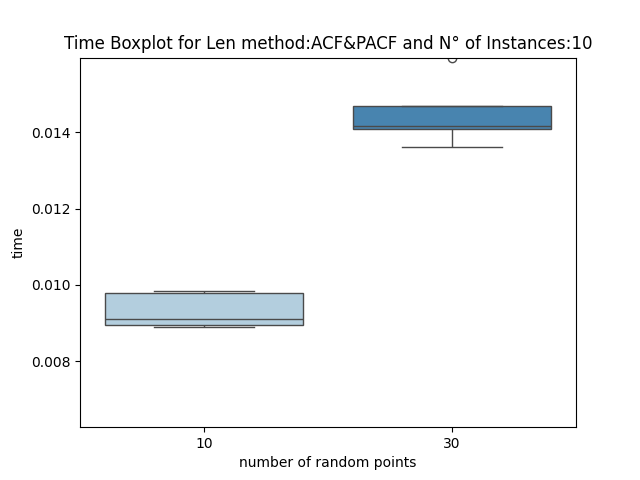 Time Boxplot for Len method:ACF&PACF and N° of Instances:10
0.014
0.012
0.010
0.008
time
10
30
number of random points